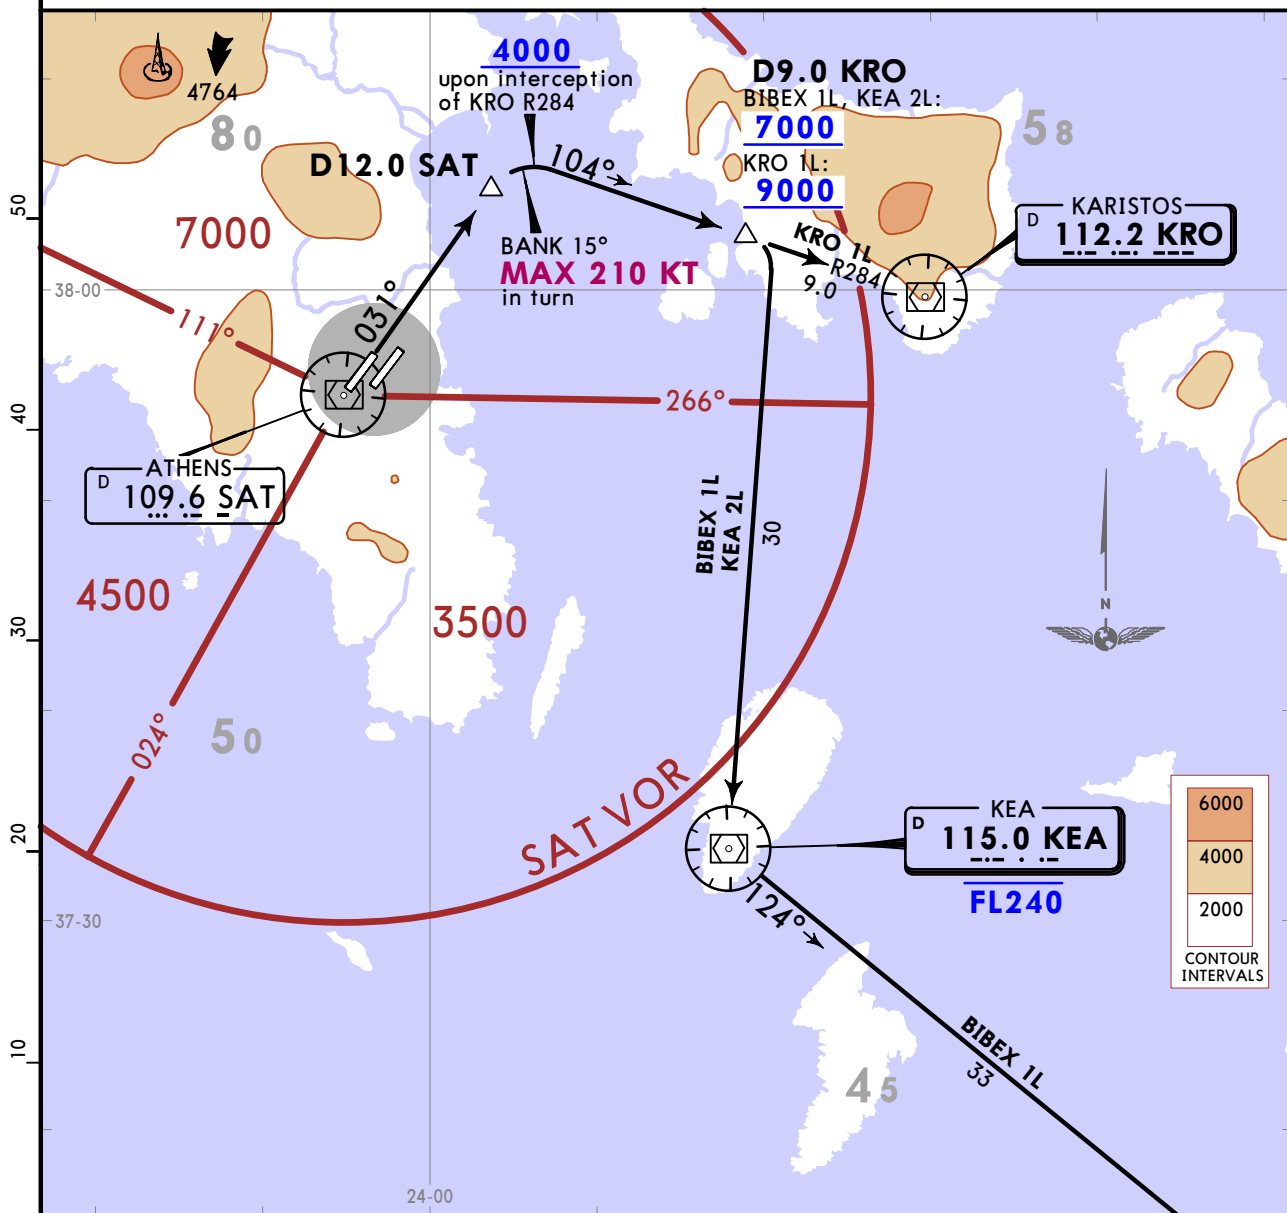 4000
upon interception
of KRO R284
D9.0 KRO
BIBEX 1L, KEA 2L:
7000
KRO 1L:
9000
4764
80
58
D12.0 SAT
104°
50
7000
BANK 15°
MAX 210 KT
in turn
KRO 1L
R284
9.0
D
KARISTOS
112.2 KRO
38-00
111°
031°
266°
40
D
ATHENS
109.6 SAT
BIBEX 1L
KEA 2L
30
4500
3500
30
N
024°
50
SAT VOR
20
D
KEA
115.0 KEA
FL240
6000
4000
2000
CONTOUR
INTERVALS
37-30
124°
BIBEX 1L
33
10
45
24-00